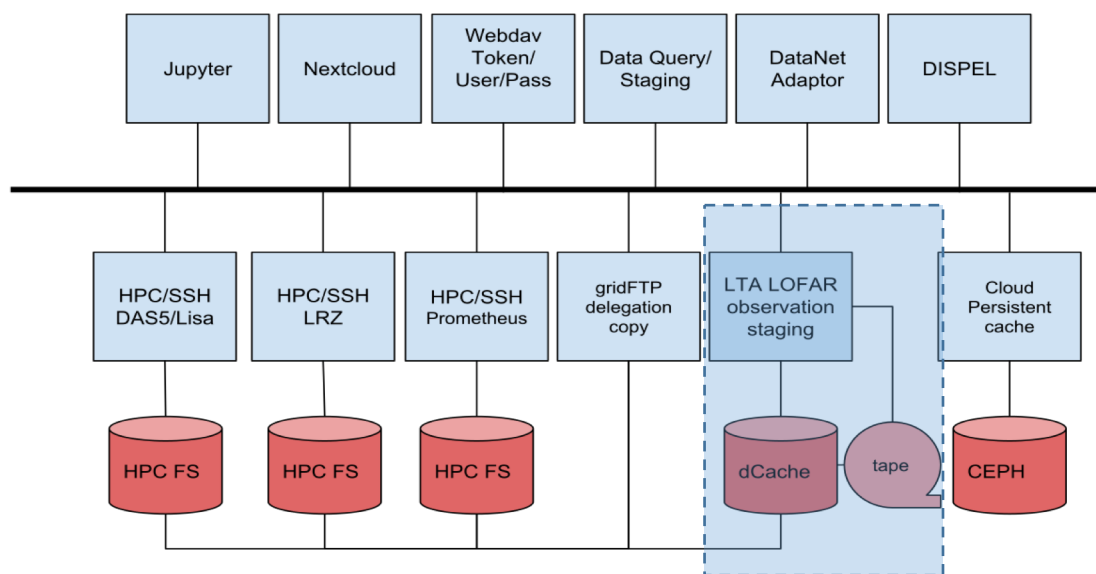 Jupyter
Nextcloud
Webdav
Token/
User/Pass
Data Query/
Staging
DataNet
Adaptor
DISPEL
HPC/SSH
DAS5/Lisa
HPC/SSH
LRZ
HPC/SSH
Prometheus
gridFTP
delegation
copy
LTA LOFAR
observation
staging
Cloud
Persistent
cache
HPC FS
HPC FS
HPC FS
dCache
tape
CEPH